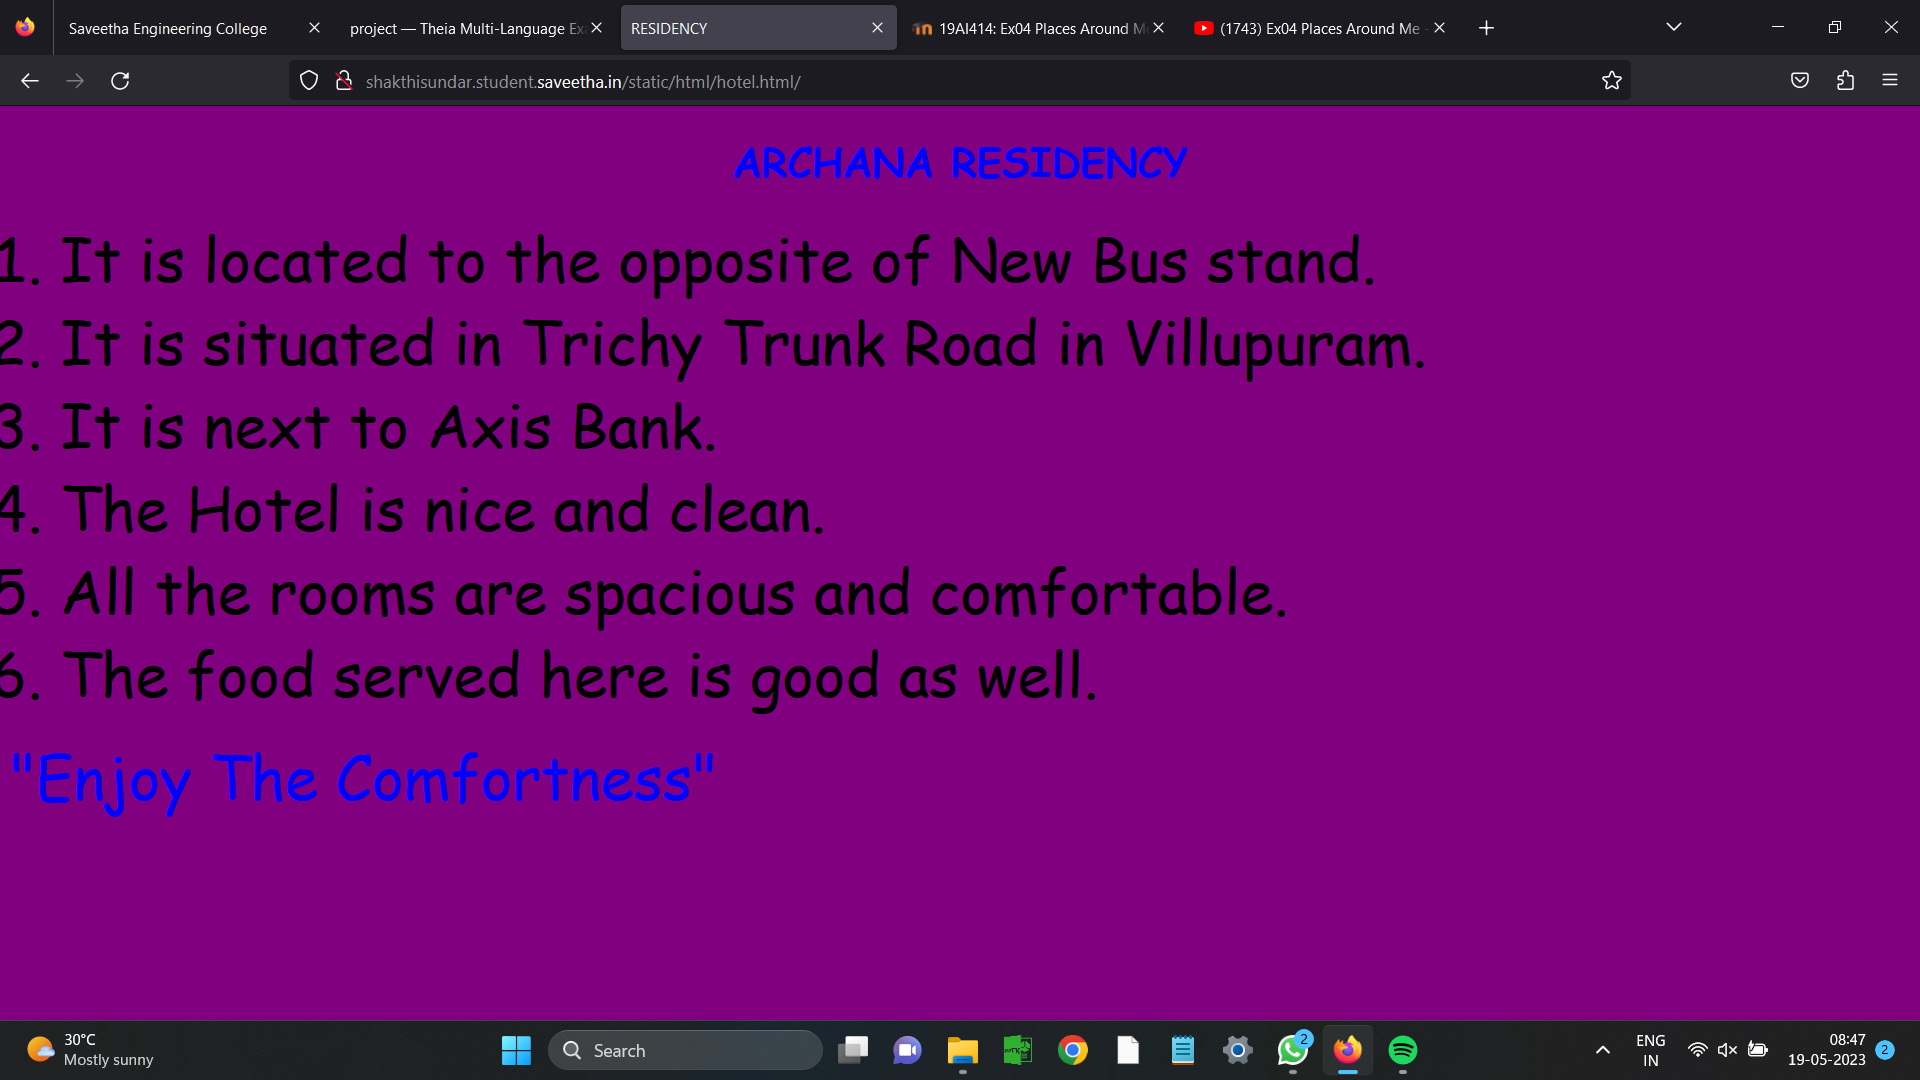 Saveetha Engineering College
project — Theia Multi-Language Ex
RESIDENCY
19AI414: Ex04 Places Around M
(1743) Ex04 Places Around Me -
shakthisundar.student.saveetha.in/static/html/hotel.html/
ARCHANA RESIDENCY
1. It is located to the opposite of New Bus stand.
2. It is situated in Trichy Trunk Road in Villupuram.
3. It is next to Axis Bank.
4. The Hotel is nice and clean.
5. All the rooms are spacious and comfortable.
6. The food served here is good as well.
"Enjoy The Comfortness"
30°C
Mostly sunny
Search
2
ENG
IN
08:47
19-05-2023
2